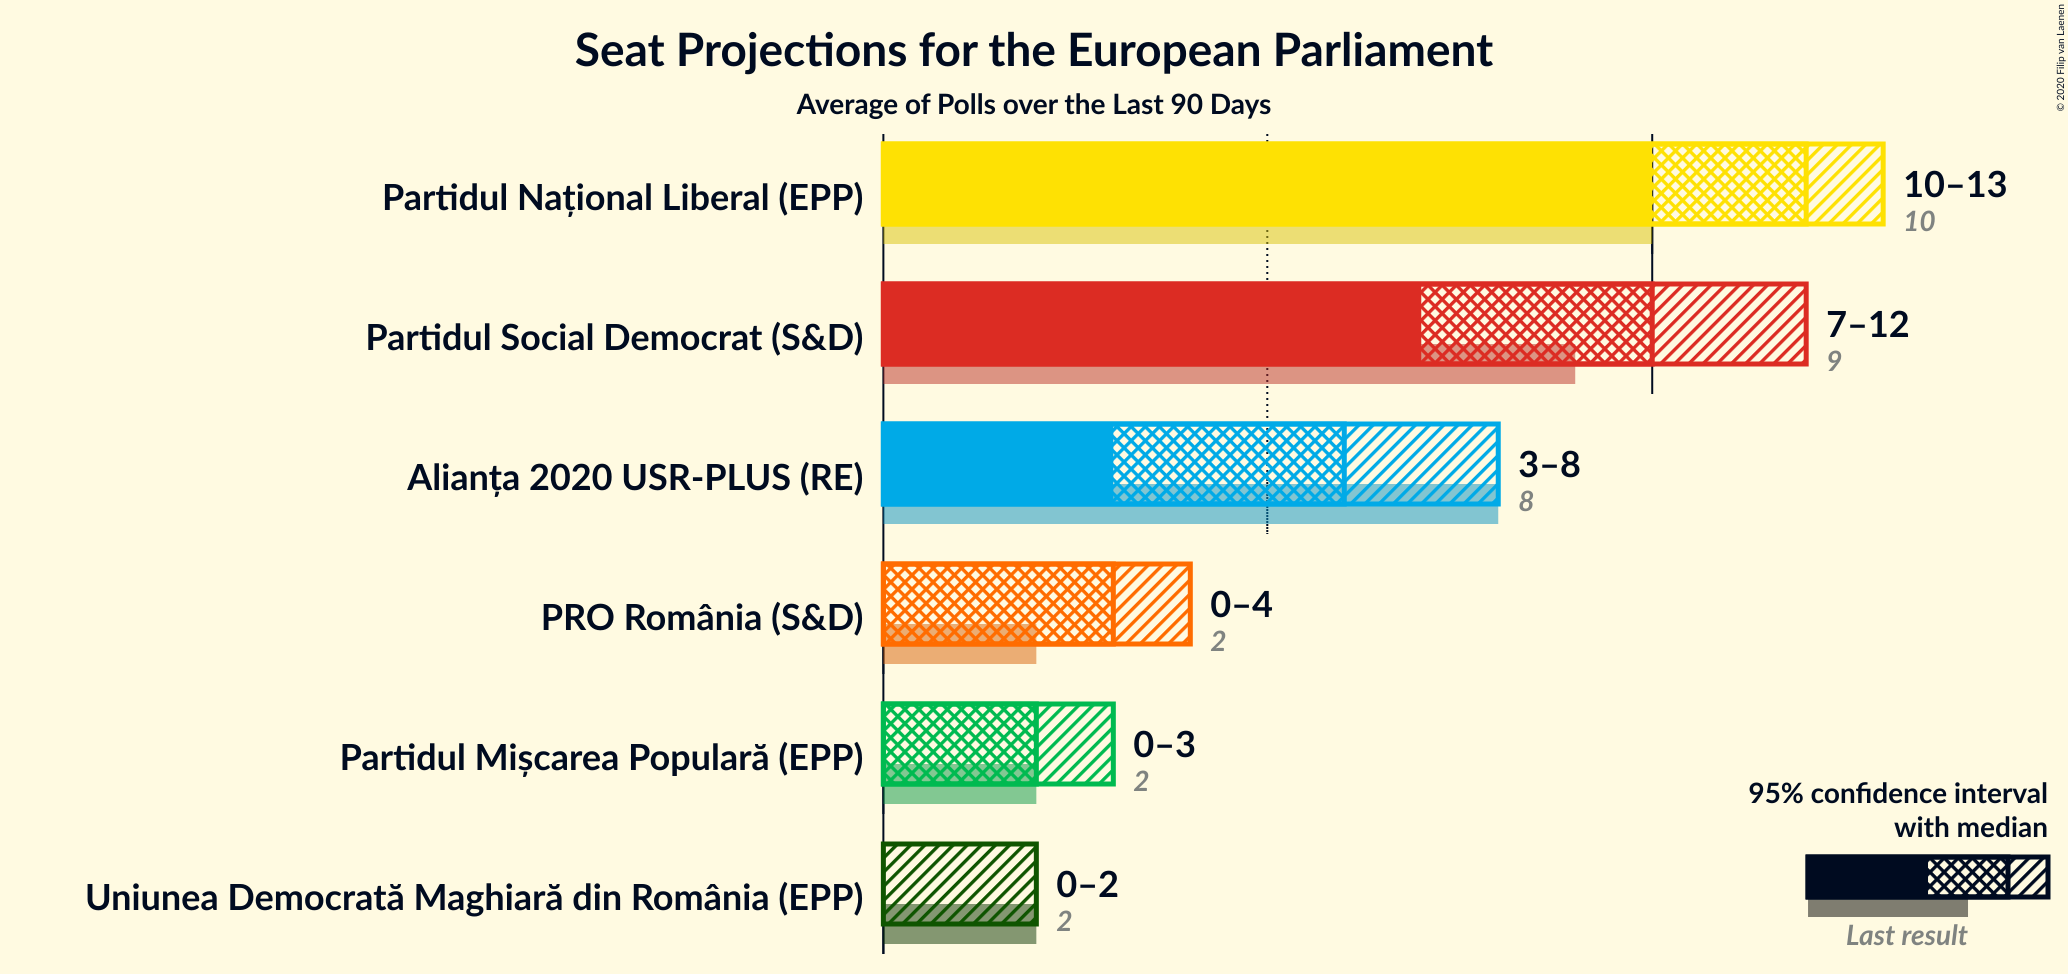 Seat Projections for the European Parliament
Average of Polls over the Last 90 Days
© 2020 Filip van Laenen
Partidul Național Liberal (EPP)
10–13
10
Partidul Social Democrat (S&D)
7–12
9
Alianța 2020 USR-PLUS (RE)
3–8
8
PRO România (S&D)
0–4
2
Partidul Mișcarea Populară (EPP)
0–3
2
Uniunea Democrată Maghiară din România (EPP)
0–2
2
95% confidence interval
with median
Last result